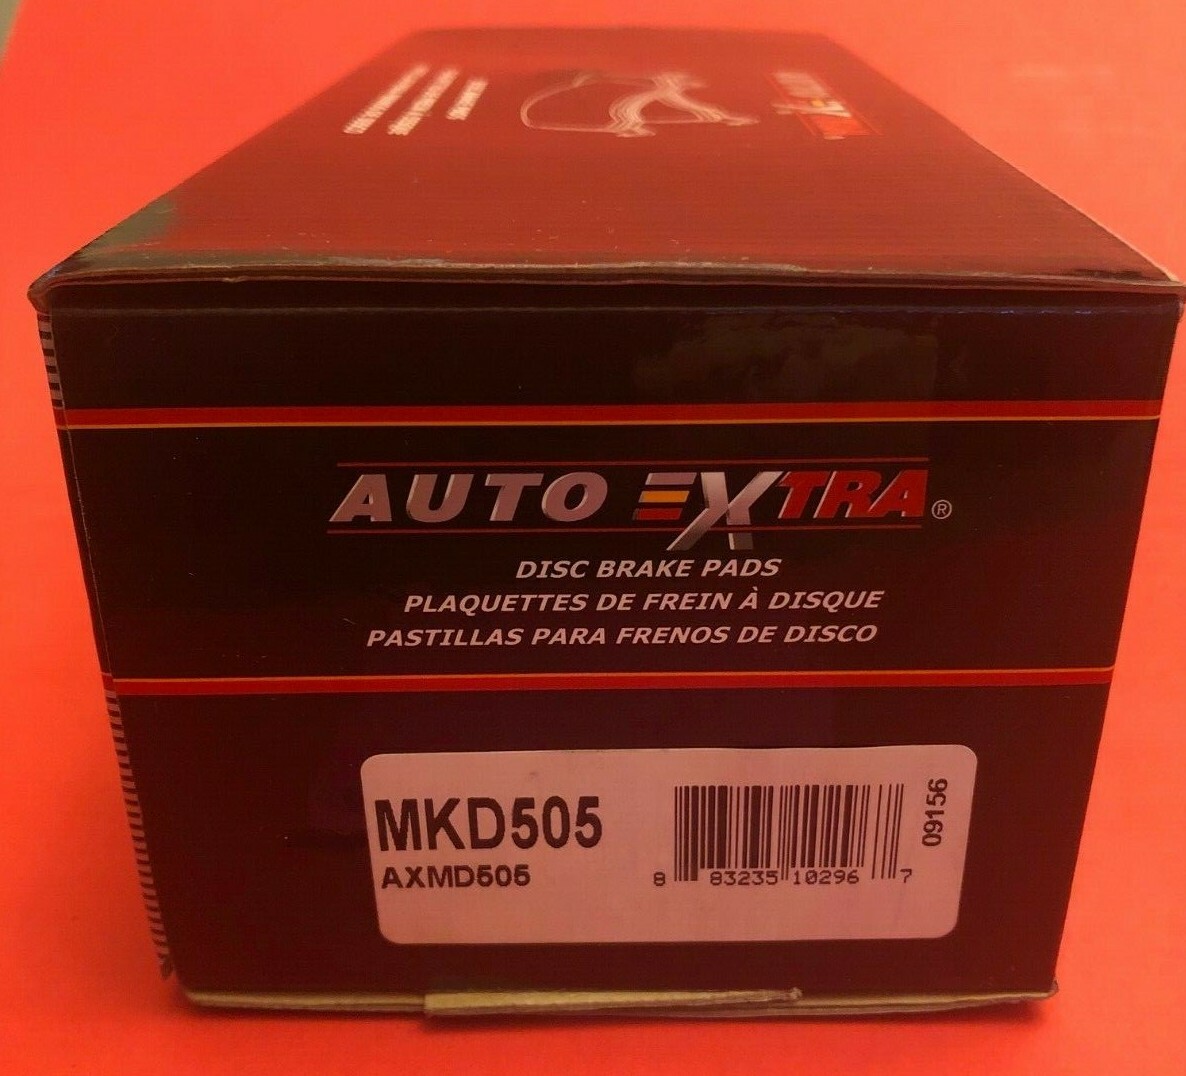 AUTO EXTRA®
DISC BRAKE PADS
PLAQUETTES DE FREIN À DISQUE
PASTILLAS PARA FRENOS DE DISCO
MKD505
AXMD505
8 83235 10296 7
09156